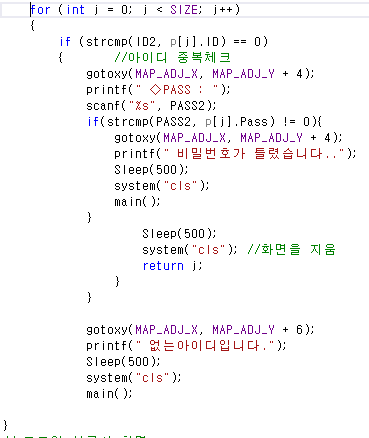 for (int j = 0; j < SIZE; j++)
{
if (strcmp(ID2, p[j].ID) == 0)
{ //아이디 중복체크
gotoxy(MAP_ADJ_X, MAP_ADJ_Y + 4);
printf(" ◇PASS : ");
scanf("%s", PASS2);
if(strcmp(PASS2, p[j].Pass) != 0){
gotoxy(MAP_ADJ_X, MAP_ADJ_Y + 4);
printf(" 비밀번호가 틀렸습니다..");
Sleep(500);
system("cls");
main();
}
Sleep(500);
system("cls"); //화면을 지움
return j;
}
}
gotoxy(MAP_ADJ_X, MAP_ADJ_Y + 6);
printf(" 없는아이디입니다.");
Sleep(500);
system("cls");
main();
}